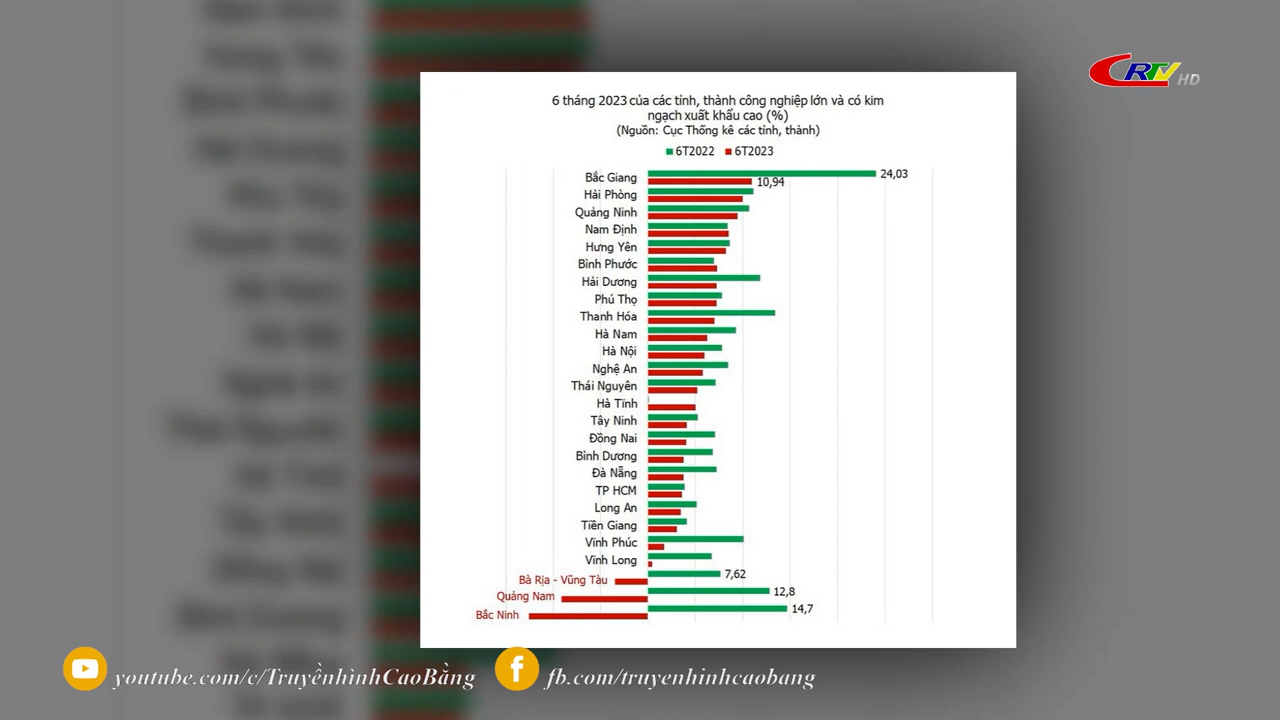 CRTV HD
6 tháng 2023 của các tỉnh, thành công nghiệp lớn và có kim
ngạch xuất khẩu cao (%)
(Nguồn: Cục Thống kê các tỉnh, thành)
6T2022 6T2023
Bắc Giang 24,03
10,94
Hải Phòng
Quảng Ninh
Nam Định
Hưng Yên
Bình Phước
Hải Dương
Phú Thọ
Thanh Hóa
Hà Nam
Hà Nội
Nghệ An
Thái Nguyên
Hà Tĩnh
Tây Ninh
Đồng Nai
Bình Dương
Đà Nẵng
TP HCM
Long An
Tiền Giang
Vĩnh Phúc
Vĩnh Long
Bà Rịa - Vũng Tàu 7,62
Quảng Nam 12,8
Bắc Ninh 14,7
youtube.com/c/TruyềnhìnhCaoBằng fb.com/truyenhinhcaobang